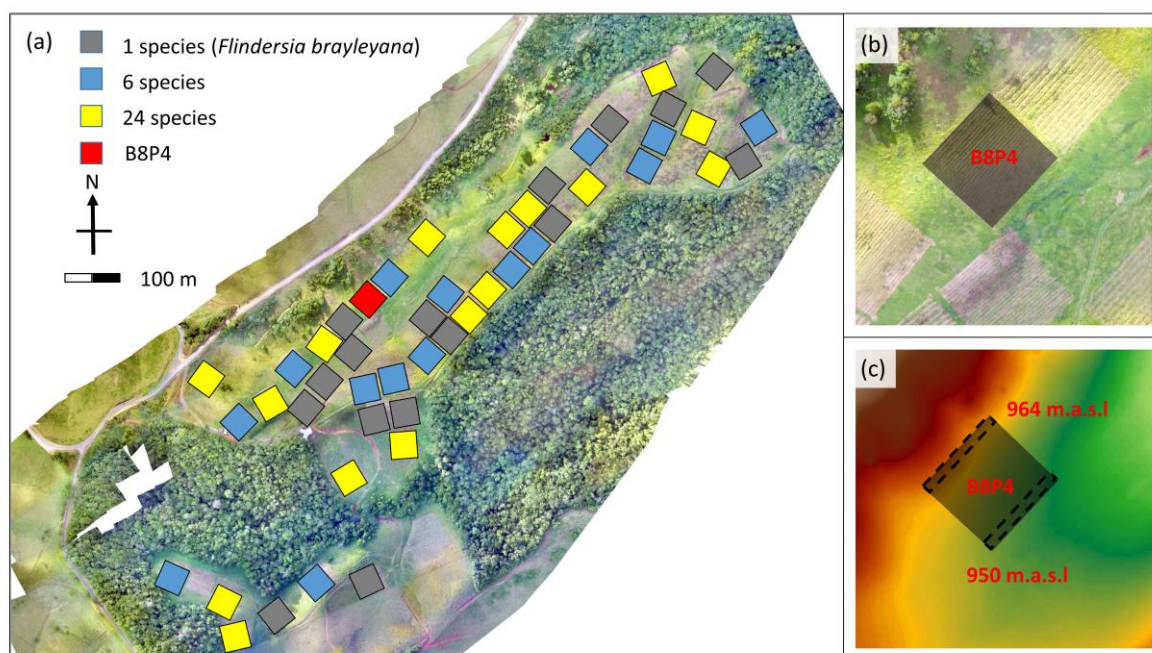 (a)
1 species (Flindersia brayleyana)
6 species
24 species
B8P4
N
100 m
(b)
B8P4
(c)
964 m.a.s.l
B8P4
950 m.a.s.l